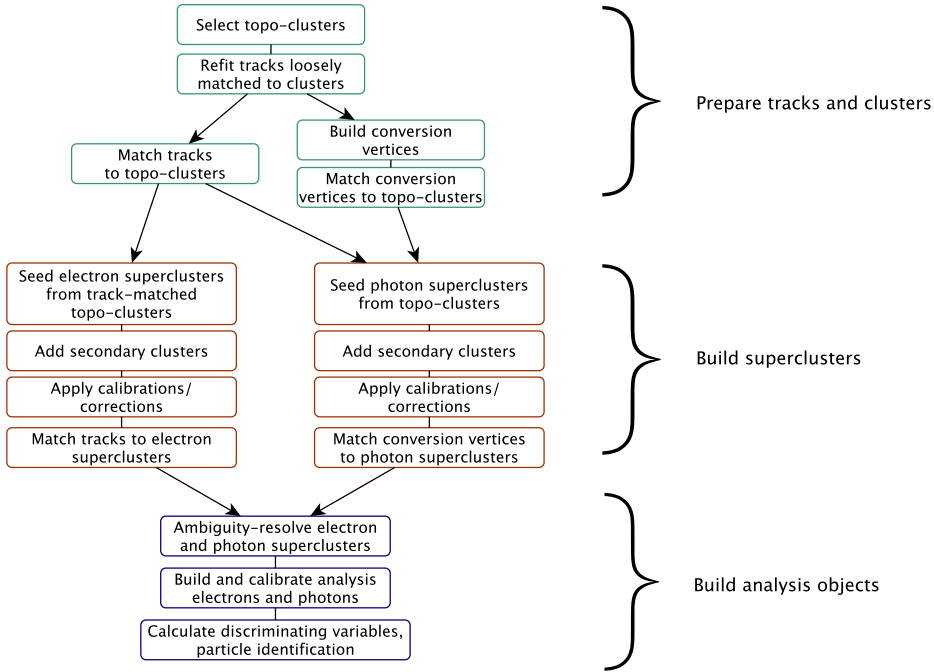 Select topo-clusters
Refit tracks loosely
matched to clusters
Prepare tracks and clusters
Build conversion
vertices
Match tracks
to topo-clusters
Match conversion
vertices to topo-clusters
Seed electron superclusters
from track-matched
topo-clusters
Seed photon superclusters
from topo-clusters
Add secondary clusters
Add secondary clusters
Build superclusters
Apply calibrations/
corrections
Apply calibrations/
corrections
Match tracks to electron
superclusters
Match conversion vertices
to photon superclusters
Ambiguity-resolve electron
and photon superclusters
Build and calibrate analysis
electrons and photons
Build analysis objects
Calculate discriminating variables,
particle identification